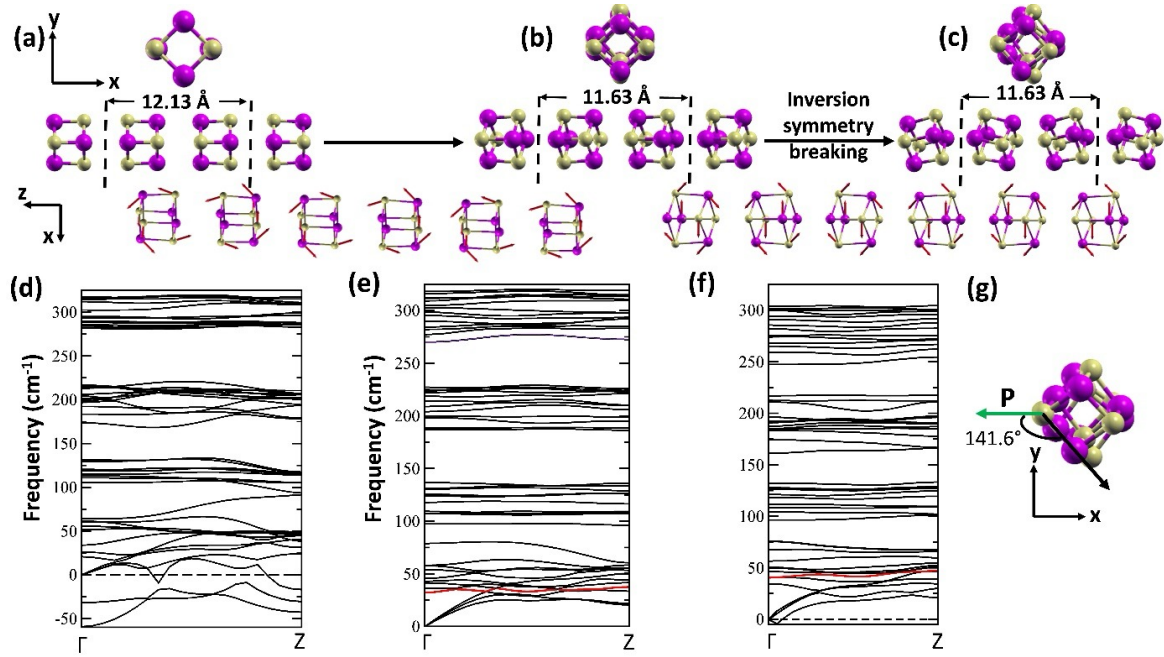 (a)
y
x
12.13 Å
(b)
11.63 Å
Inversion
symmetry
breaking
(c)
11.63 Å
z
x
(d)
Frequency (cm-1)
300
250
200
150
100
50
0
-50
Γ
Z
(e)
Frequency (cm-1)
300
250
200
150
100
50
0
Γ
Z
(f)
300
250
200
150
100
50
0
Γ
Z
(g)
P
141.6°
y
x